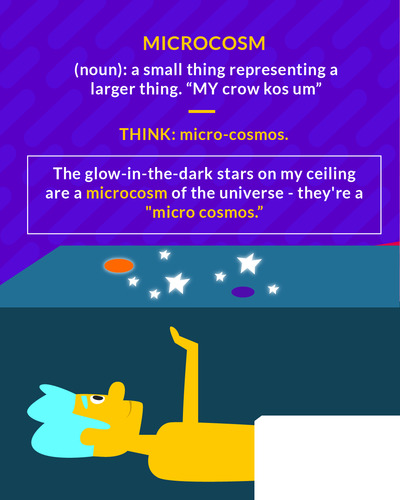 MICROCOSM
(noun): a small thing representing a
larger thing. “MY crow kos um”
THINK: micro-cosmos.
The glow-in-the-dark stars on my ceiling
are a microcosm of the universe - they're a
"micro cosmos.”